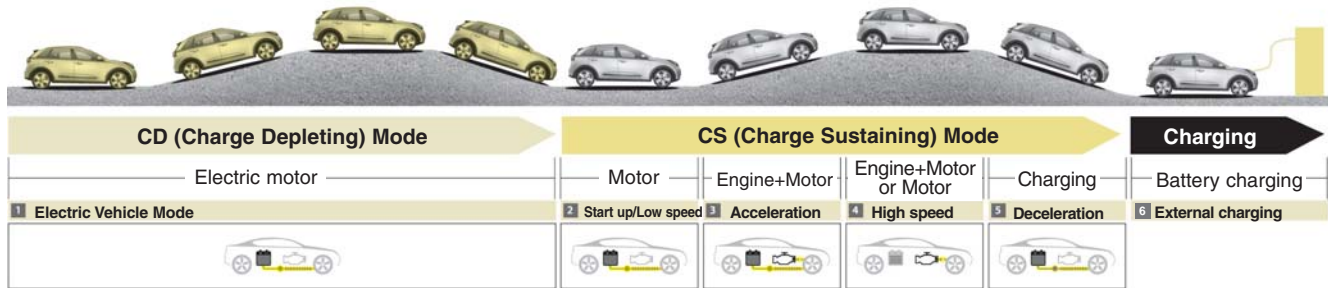 CD (Charge Depleting) Mode
CS (Charge Sustaining) Mode
Charging
Electric motor
Motor
Engine+Motor
Engine+Motor
or Motor
Charging
Battery charging
1 Electric Vehicle Mode
2 Start up/Low speed
3 Acceleration
4 High speed
5 Deceleration
6 External charging